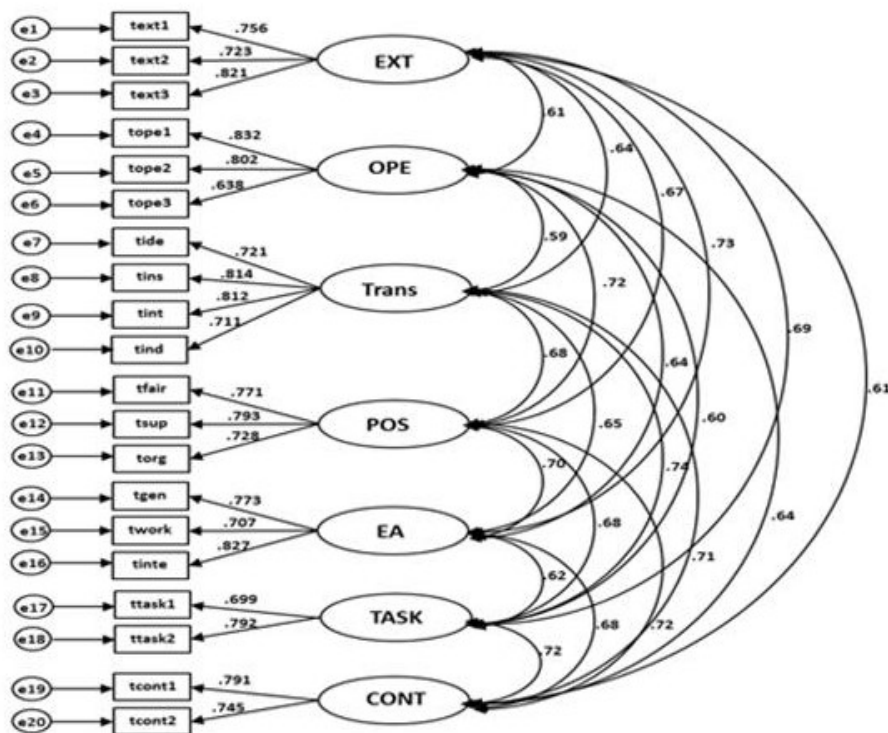 e1 text1 .756
e2 text2 .723 EXT
e3 text3 .821
.61
e4 tope1 .832
.64
e5 tope2 .802 OPE
.67
e6 tope3 .638
e7 tide .721
.59
.73
e8 tins .814 Trans
.72
e9 tint .812
.69
e10 tind .711
.68
.64
e11 tfair .771
.61
e12 tsup .793 POS
.65
.60
e13 torg .728
.70
.74
e14 tgen .773
e15 twork .707 EA
.68
.64
e16 tinte .827
.62
.71
e17 ttask1 .699
e18 ttask2 .792 TASK
.68
.72
.72
e19 tcont1 .791
e20 tcont2 .745 CONT